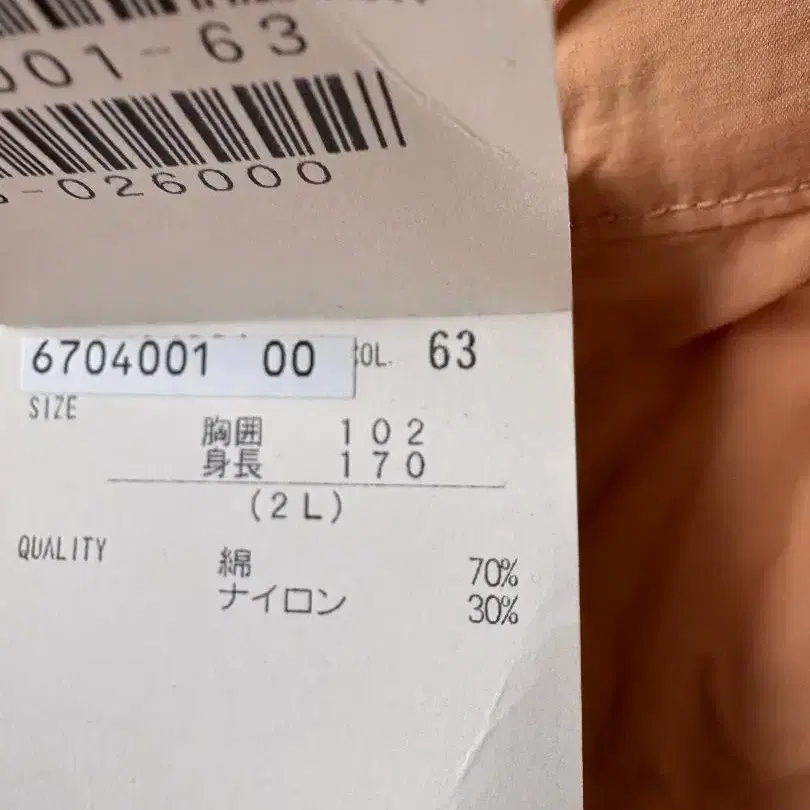 001-63
-026000
6704001 00 COL. 63
SIZE
胸囲 102
身長 170
(2L)
QUALITY
綿 70%
ナイロン 30%